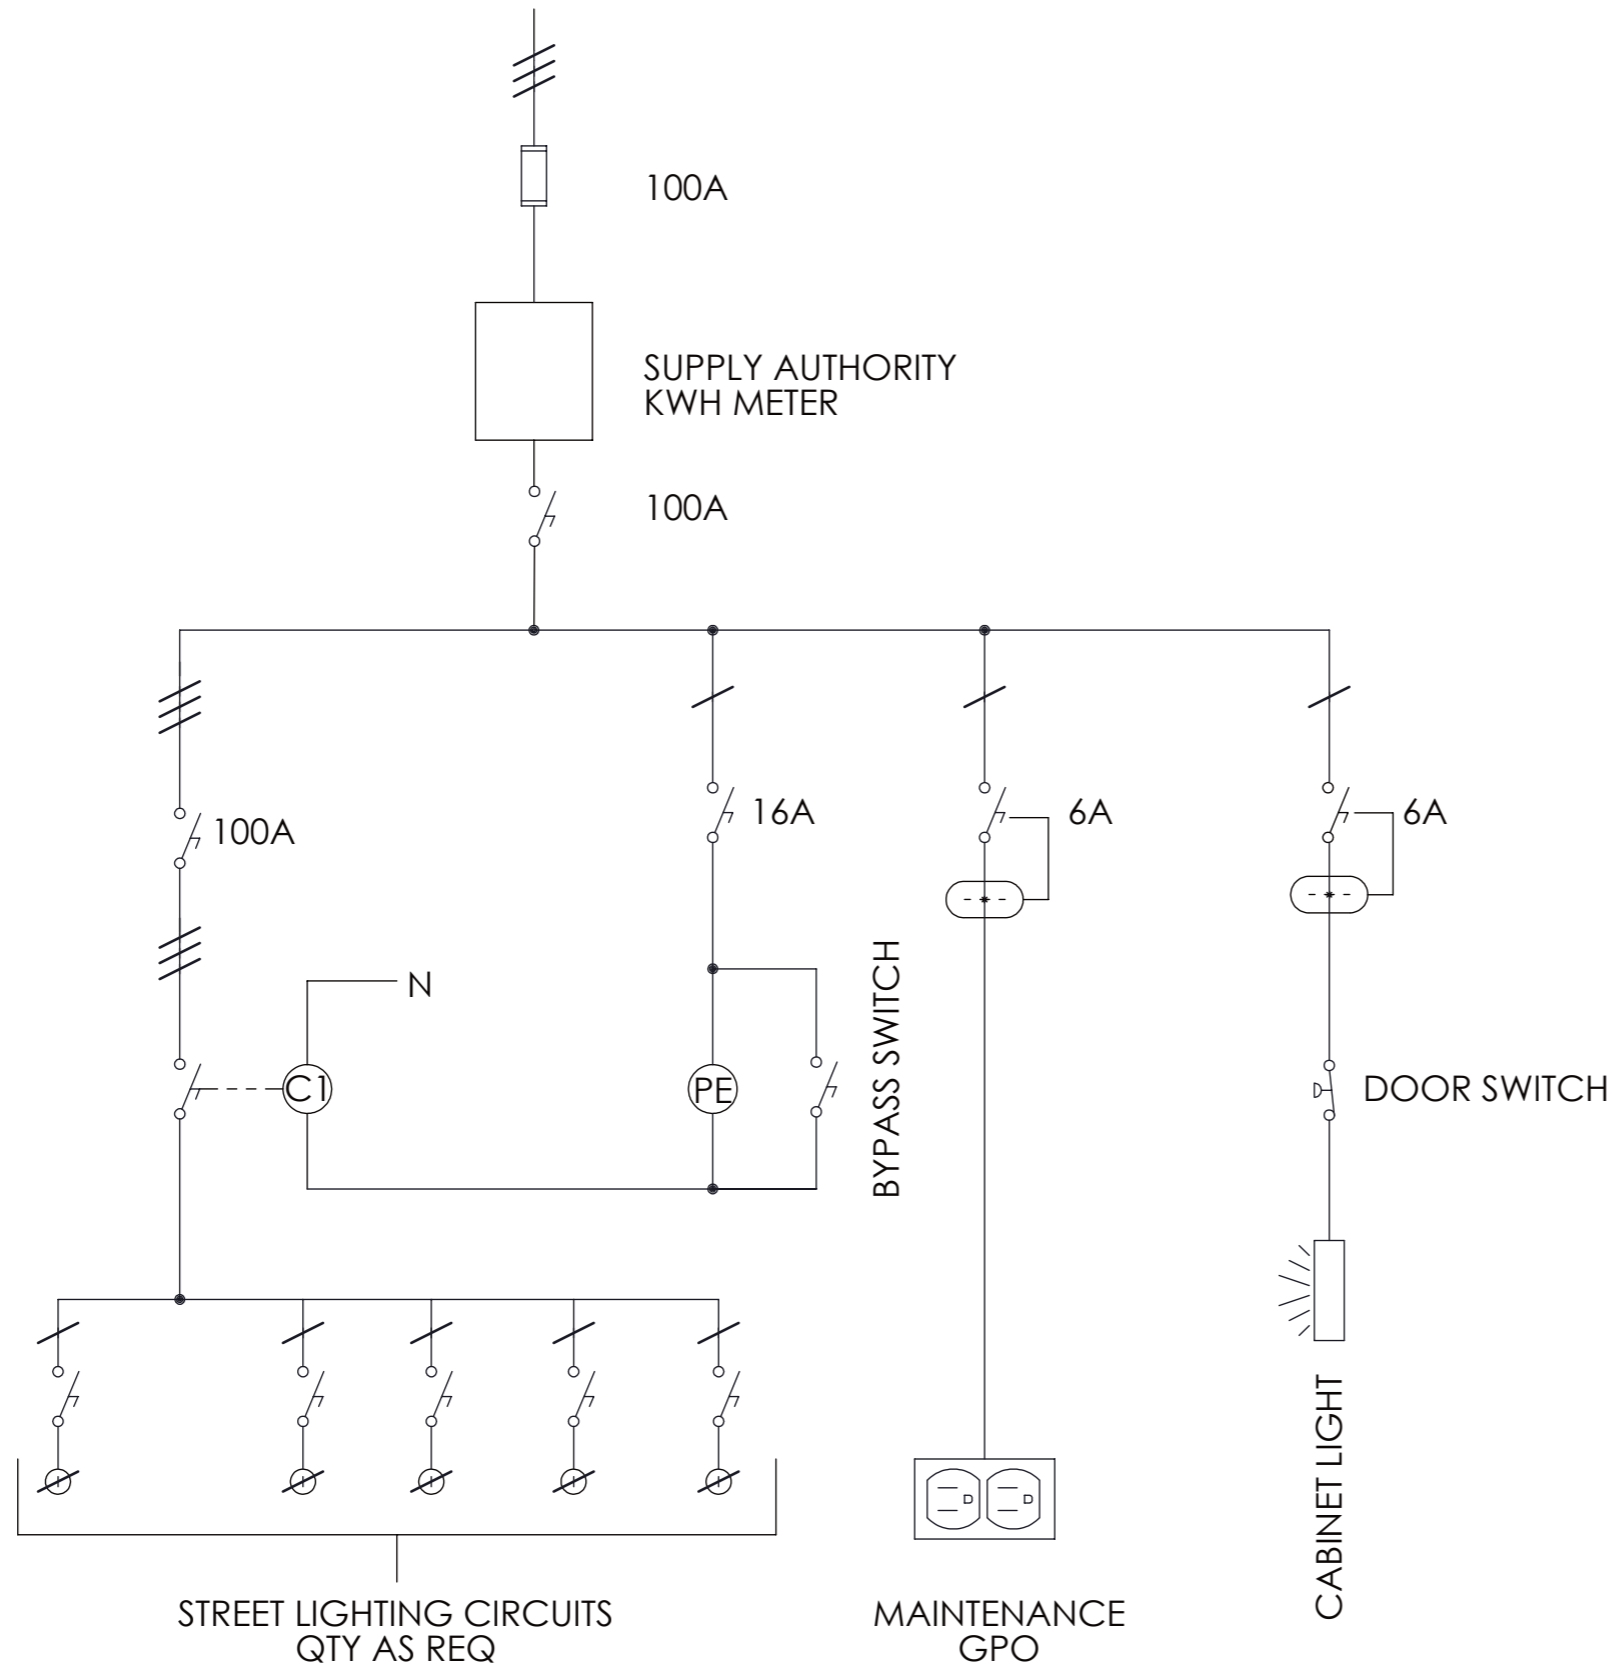 100A
SUPPLY AUTHORITY
KWH METER
100A
100A
16A
6A
6A
N
C1
PE
BYPASS SWITCH
DOOR SWITCH
STREET LIGHTING CIRCUITS
QTY AS REQ
MAINTENANCE
GPO
CABINET LIGHT